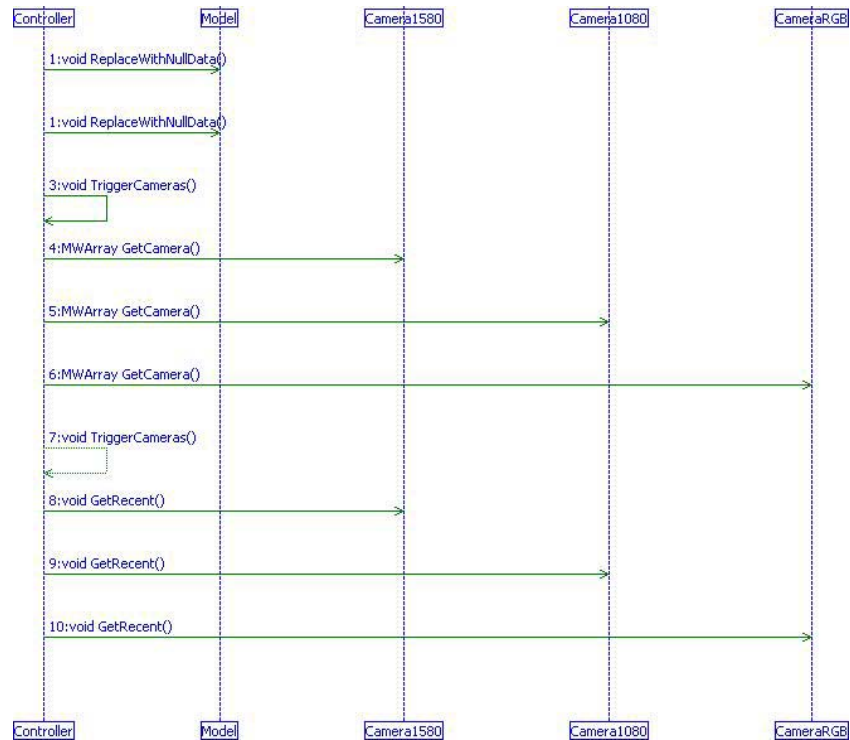 Controller Model Camera1580 Camera1080 CameraRGB
1:void ReplaceWithNullData()
1:void ReplaceWithNullData()
3:void TriggerCameras()
4:MWArray GetCamera()
5:MWArray GetCamera()
6:MWArray GetCamera()
7:void TriggerCameras()
8:void GetRecent()
9:void GetRecent()
10:void GetRecent()
Controller Model Camera1580 Camera1080 CameraRGB